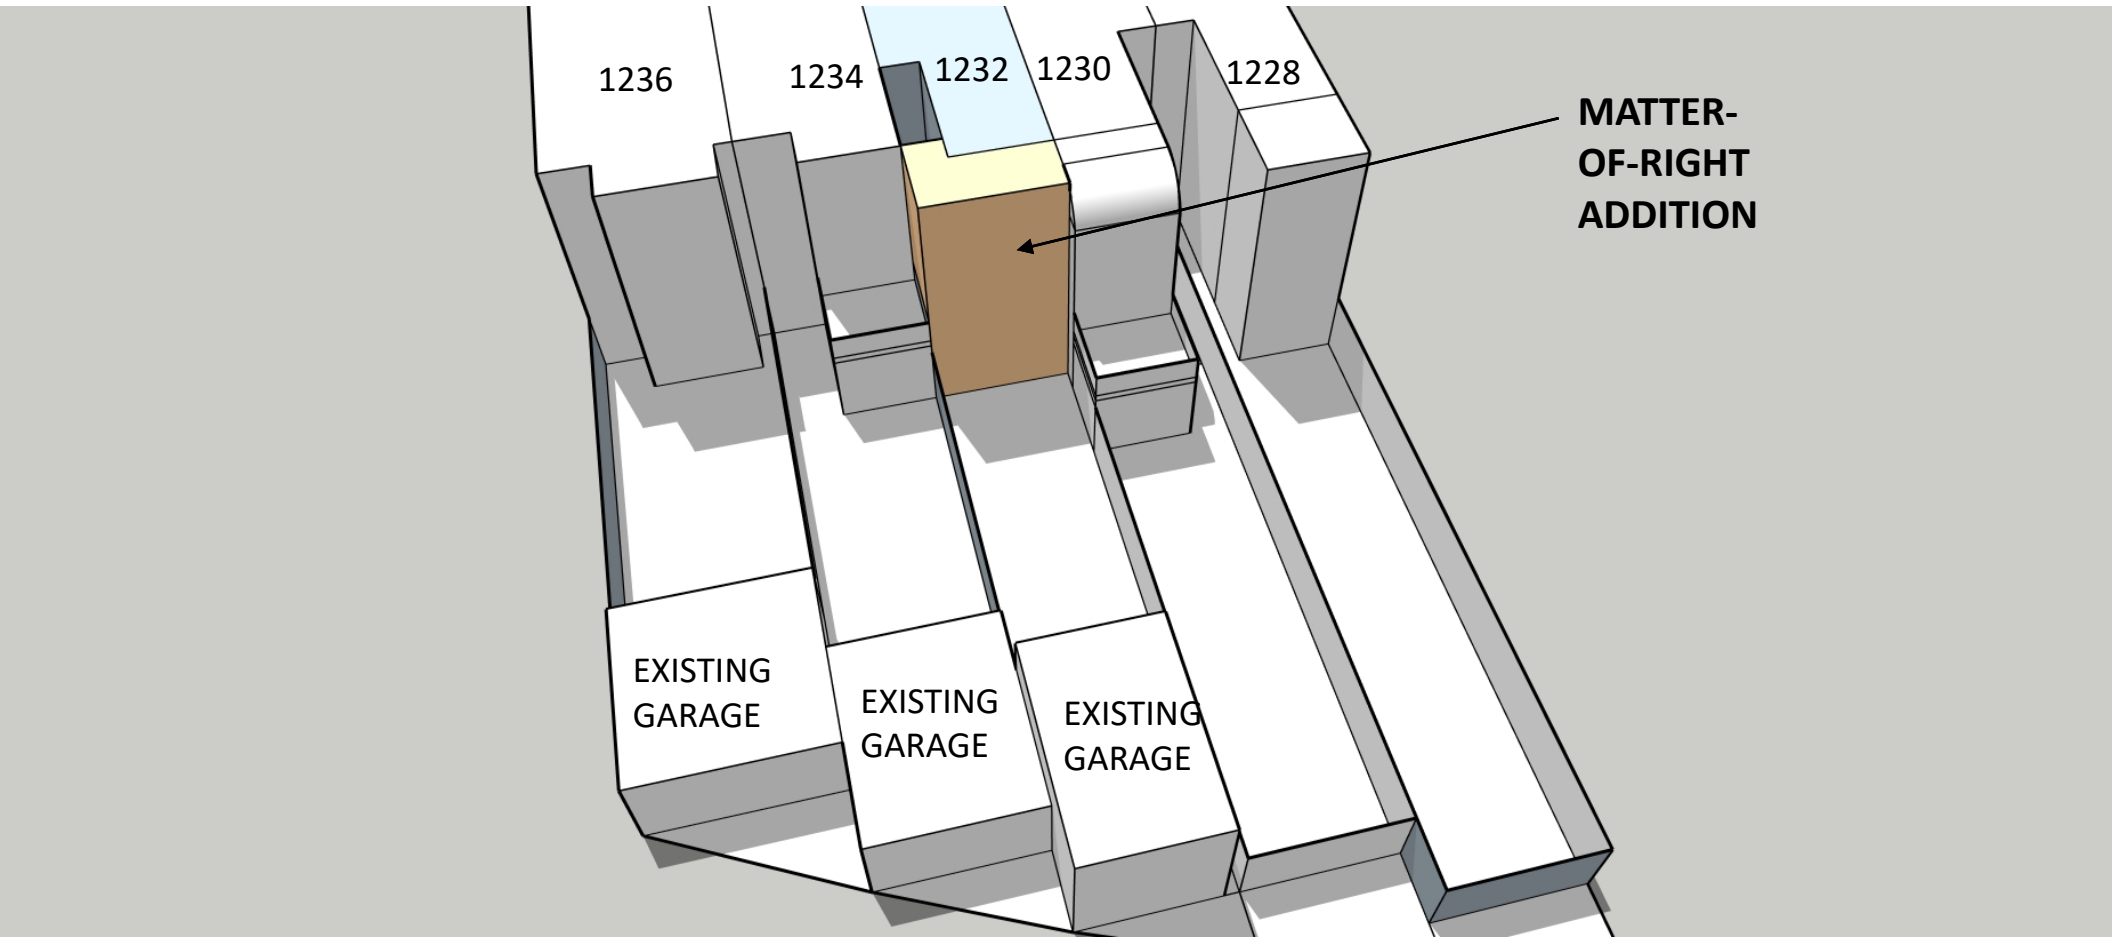 1236
1234
1232
1230
1228
MATTER-
OF-RIGHT
ADDITION
EXISTING
GARAGE
EXISTING
GARAGE
EXISTING
GARAGE